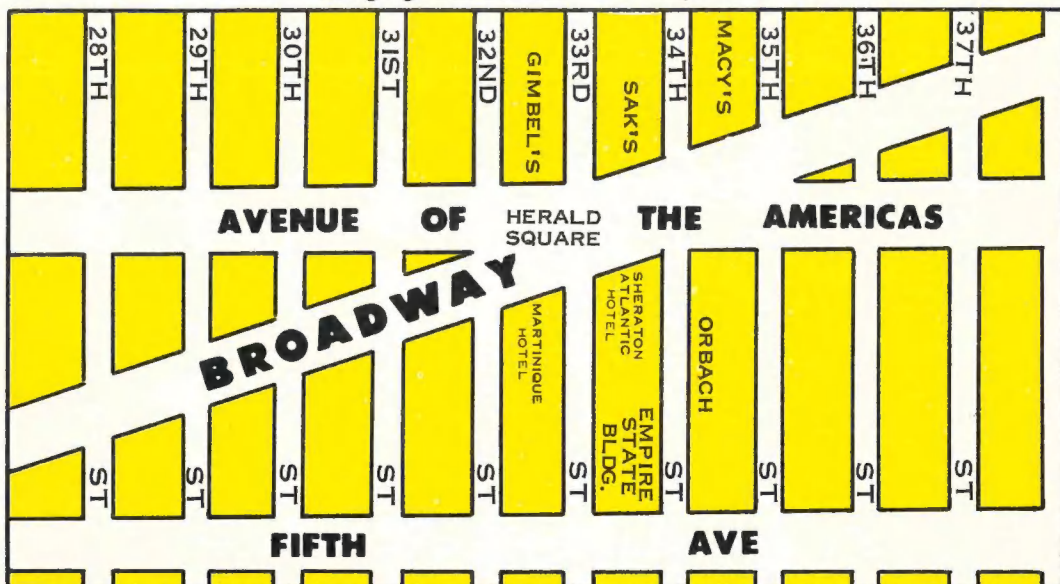 28TH
29TH
30TH
31ST
32ND
GIMBEL'S
33RD
SAK'S
34TH
MACY'S
35TH
36TH
37TH
AVENUE OF THE AMERICAS
HERALD
SQUARE
BROADWAY
MARTINIQUE
HOTEL
SHERATON
ATLANTIC
HOTEL
ORBACH
EMPIRE
STATE
BLDG.
ST
ST
ST
ST
ST
ST
ST
ST
ST
ST
FIFTH AVE